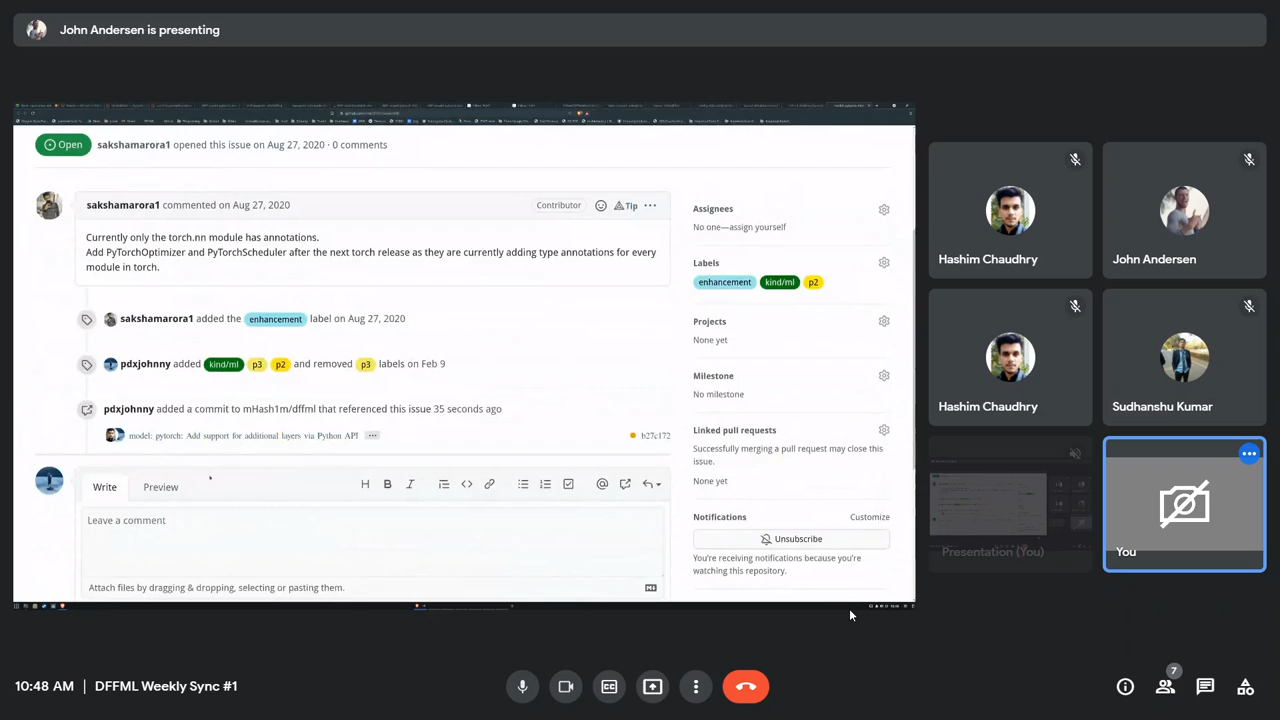 John Andersen is presenting
Open
sakshamarora1 opened this issue on Aug 27, 2020 · 0 comments
sakshamarora1 commented on Aug 27, 2020
Contributor
Tip
Currently only the torch.nn module has annotations.
Add PyTorchOptimizer and PyTorchScheduler after the next torch release as they are currently adding type annotations for every
module in torch.
sakshamarora1 added the enhancement label on Aug 27, 2020
pdxjohnny added kind/ml p3 p2 and removed p3 labels on Feb 9
pdxjohnny added a commit to mHash1m/dffml that referenced this issue 35 seconds ago
model: pytorch: Add support for additional layers via Python API
b27c172
Write
Preview
Leave a comment
Attach files by dragging & dropping, selecting or pasting them.
Assignees
No one—assign yourself
Labels
enhancement kind/ml p2
Projects
None yet
Milestone
No milestone
Linked pull requests
Successfully merging a pull request may close this
issue.
None yet
Notifications
Customize
Unsubscribe
You're receiving notifications because you're
watching this repository.
Hashim Chaudhry
John Andersen
Hashim Chaudhry
Sudhanshu Kumar
Presentation (You)
You
10:48 AM | DFFML Weekly Sync #1
7